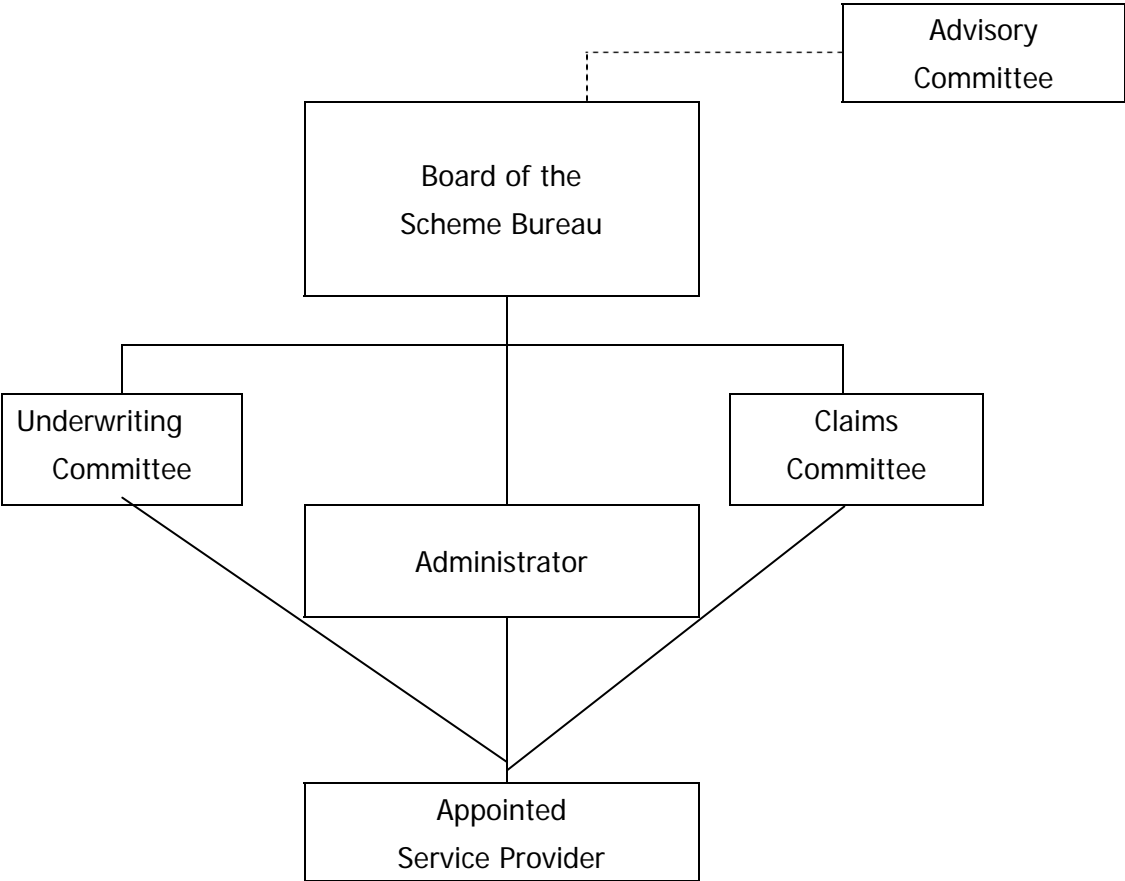 Advisory
Committee
Board of the
Scheme Bureau
Underwriting
Committee
Claims
Committee
Administrator
Appointed
Service Provider